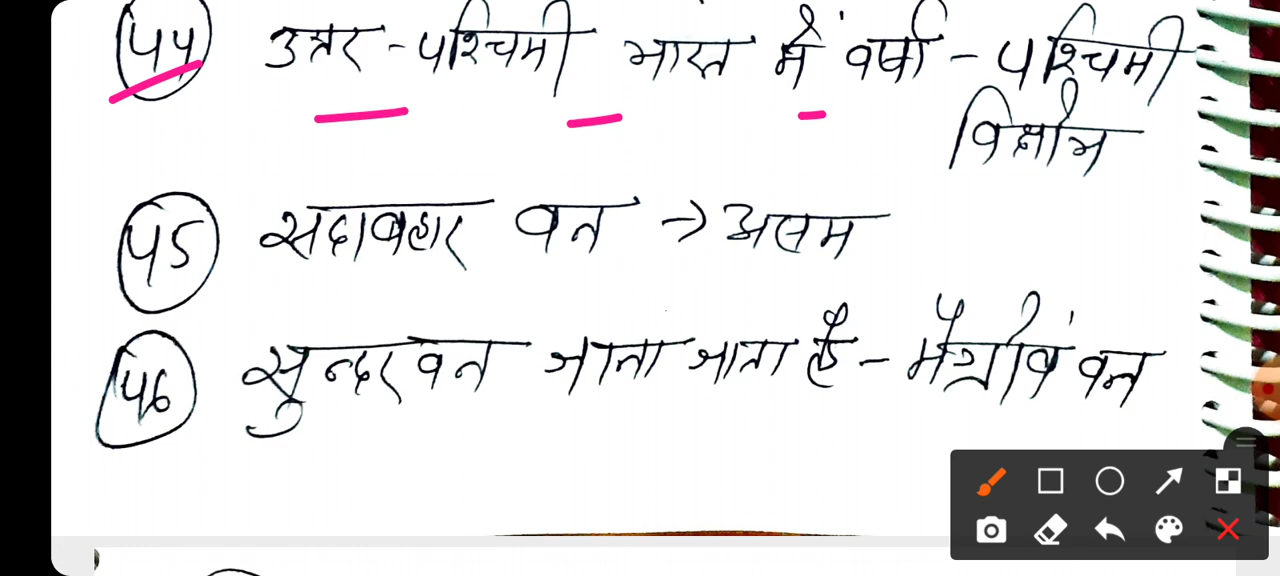 44 उत्तर - पश्चिमी भारत में वर्षा - पश्चिमी
विक्षोभ
45 सदाबहार वन → असम
46 सुन्दरवन जाना जाता है - मैंग्रोव वन